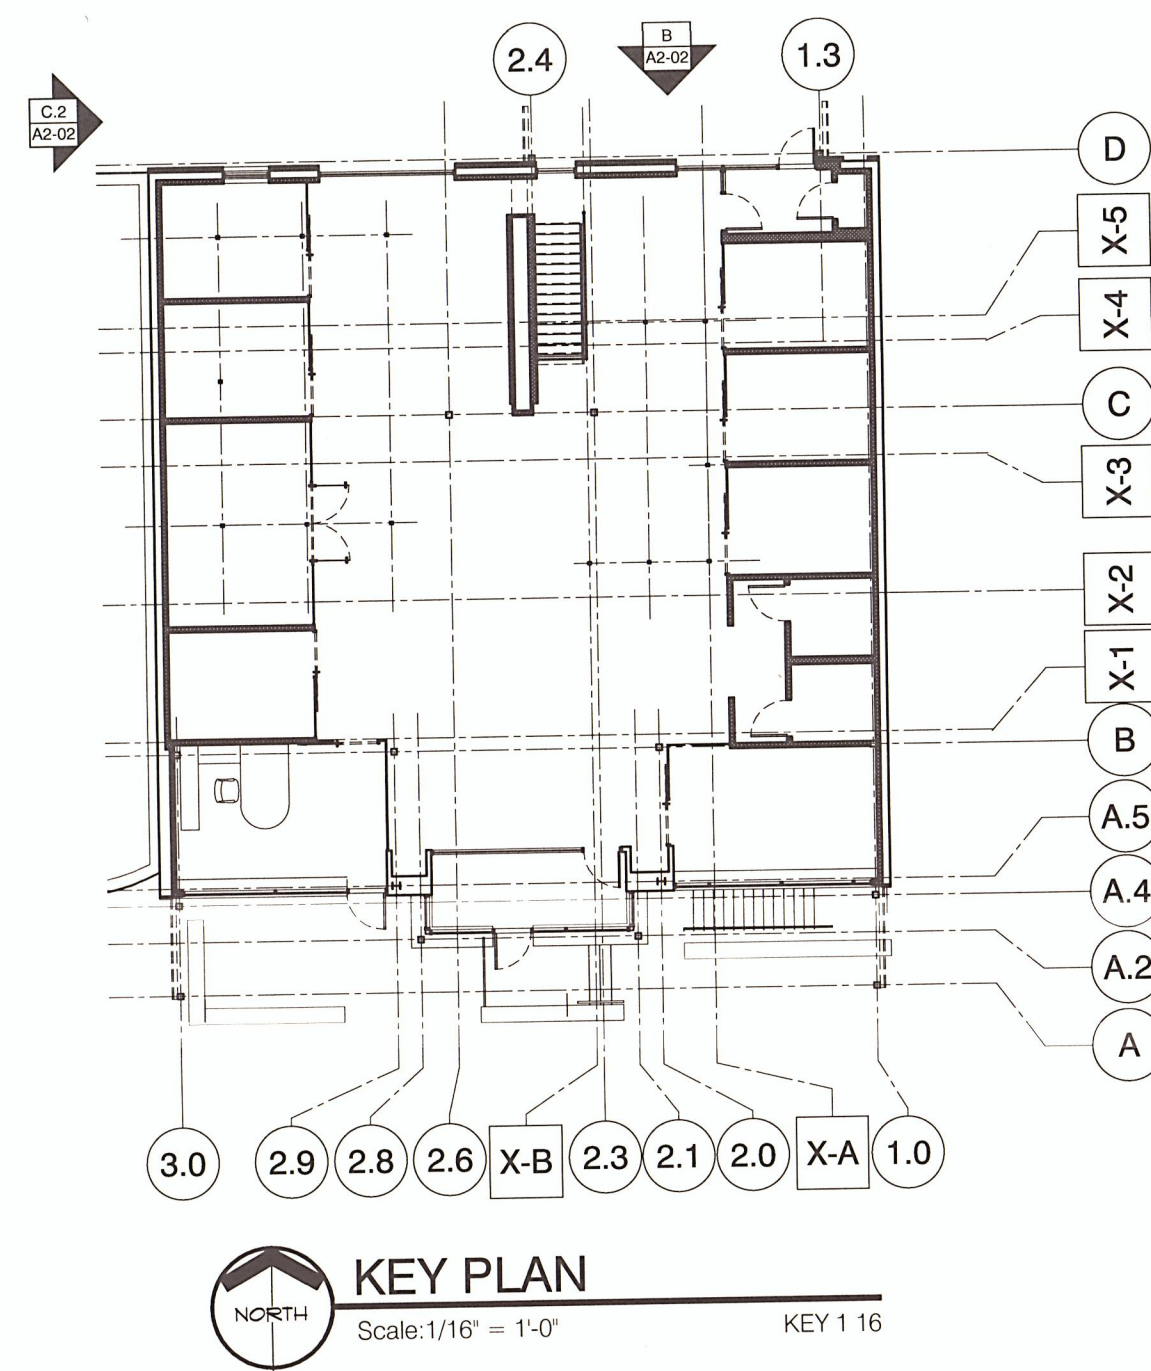 2.4
B
A2-02
1.3
C.2
A2-02
D
X-5
X-4
C
X-3
X-2
X-1
B
A.5
A.4
A.2
A
3.0
2.9
2.8
2.6
X-B
2.3
2.1
2.0
X-A
1.0
NORTH
KEY PLAN
Scale:1/16" = 1'-0"
KEY 1 16